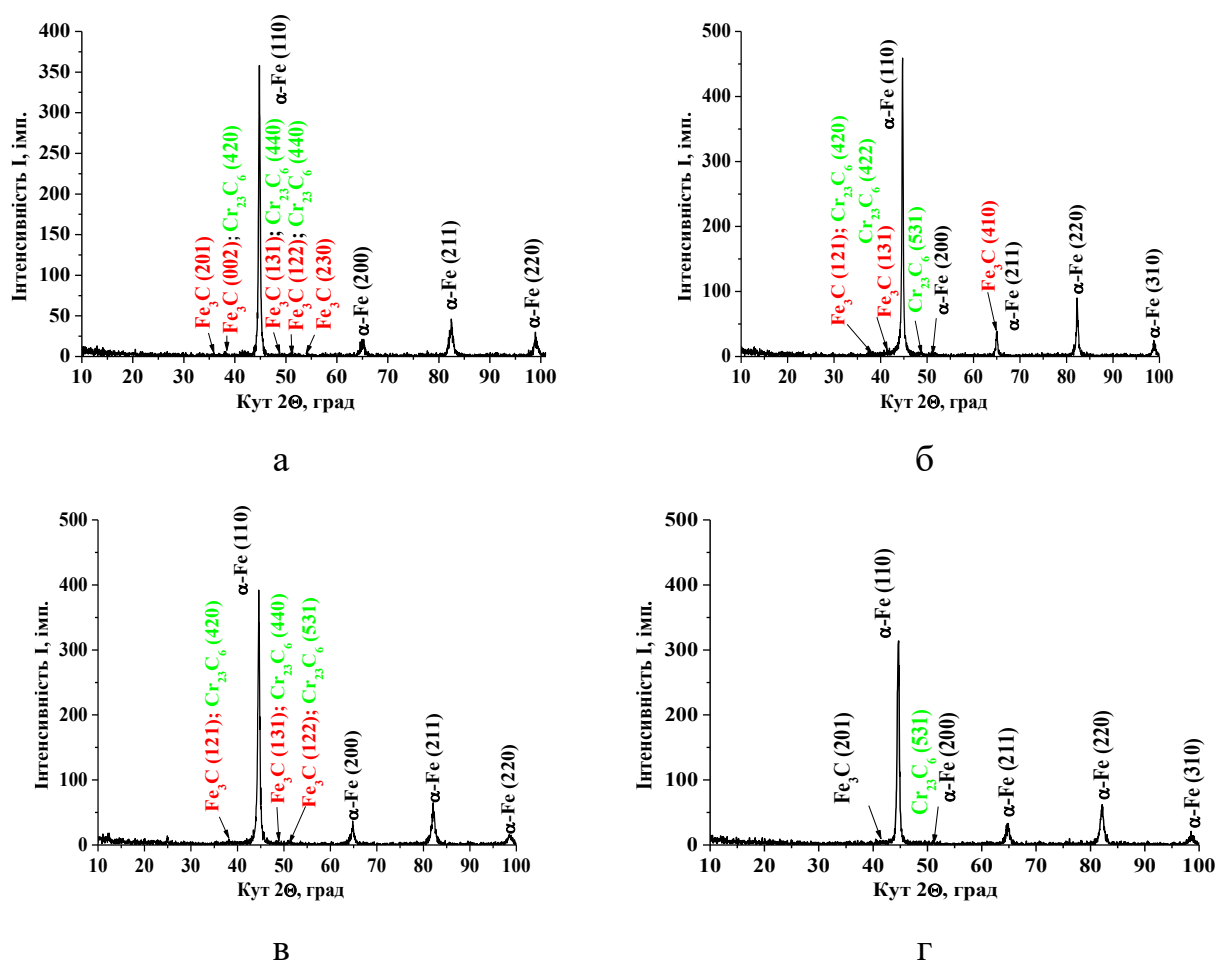 Інтенсивність I, імп.
400
350
300
250
200
150
100
50
0
10 20 30 40 50 60 70 80 90 100
Кут 2Θ, град
Fe₃C (201)
Fe₃C (002); Cr₂₃C₆ (420)
α-Fe (110)
Fe₃C (131); Cr₂₃C₆ (440)
Fe₃C (122); Cr₂₃C₆ (440)
Fe₃C (230)
α-Fe (200)
α-Fe (211)
α-Fe (220)
а
Інтенсивність I, імп.
500
400
300
200
100
0
10 20 30 40 50 60 70 80 90 100
Кут 2Θ, град
Fe₃C (121); Cr₂₃C₆ (420)
Cr₂₃C₆ (422)
Fe₃C (131)
α-Fe (110)
Cr₂₃C₆ (531)
α-Fe (200)
Fe₃C (410)
α-Fe (211)
α-Fe (220)
α-Fe (310)
б
Інтенсивність I, імп.
500
400
300
200
100
0
10 20 30 40 50 60 70 80 90 100
Кут 2Θ, град
Fe₃C (121); Cr₂₃C₆ (420)
α-Fe (110)
Fe₃C (131); Cr₂₃C₆ (440)
Fe₃C (122); Cr₂₃C₆ (531)
α-Fe (200)
α-Fe (211)
α-Fe (220)
в
Інтенсивність I, імп.
500
400
300
200
100
0
10 20 30 40 50 60 70 80 90 100
Кут 2Θ, град
Fe₃C (201)
α-Fe (110)
Cr₂₃C₆ (531)
α-Fe (200)
α-Fe (211)
α-Fe (220)
α-Fe (310)
г